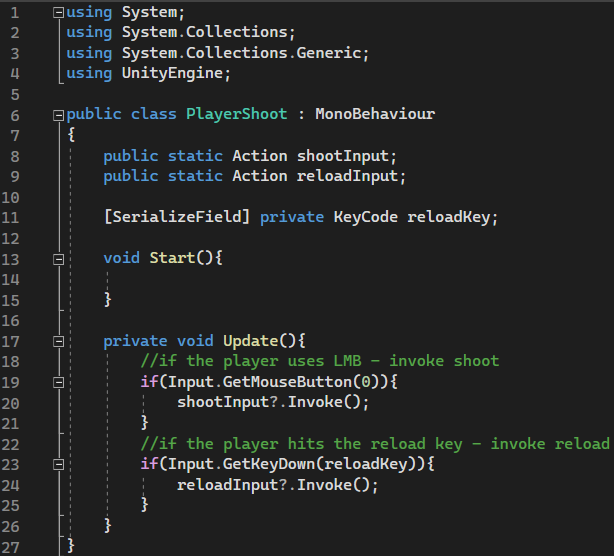 1 using System;
2 using System.Collections;
3 using System.Collections.Generic;
4 using UnityEngine;
5
6 public class PlayerShoot : MonoBehaviour
7 {
8 public static Action shootInput;
9 public static Action reloadInput;
10
11 [SerializeField] private KeyCode reloadKey;
12
13 void Start(){
14
15 }
16
17 private void Update(){
18 //if the player uses LMB - invoke shoot
19 if(Input.GetMouseButton(0)){
20 shootInput?.Invoke();
21 }
22 //if the player hits the reload key - invoke reload
23 if(Input.GetKeyDown(reloadKey)){
24 reloadInput?.Invoke();
25 }
26 }
27 }